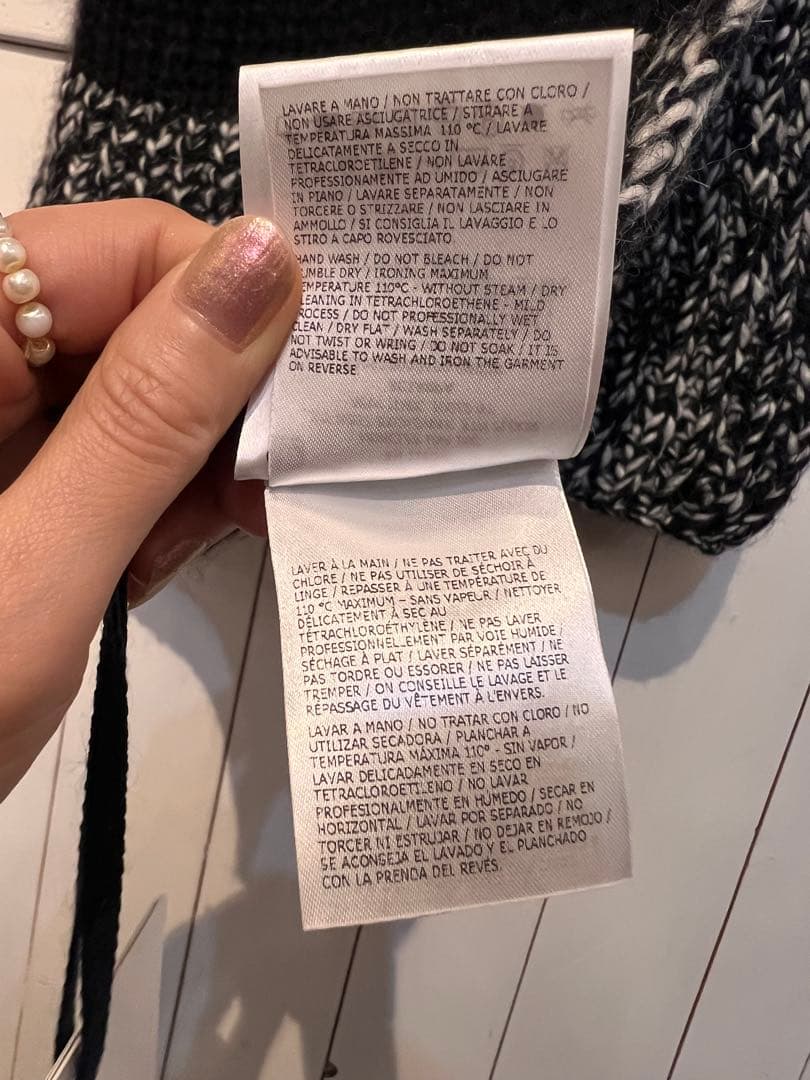 LAVARE A MANO / NON TRATTARE CON CLORO /
NON USARE ASCIUGATRICE / STIRARE A
TEMPERATURA MASSIMA 110 °C / LAVARE
DELICATAMENTE A SECCO IN
TETRACLOROETILENE / NON LAVARE
PROFESSIONAMENTE AD UMIDO / ASCIUGARE
IN PIANO / LAVARE SEPARATAMENTE / NON
TORCERE O STRIZZARE / NON LASCIARE IN
AMMOLLO / SI CONSIGLIA IL LAVAGGIO E LO
STIRO A CAPO ROVESCIATO
HAND WASH / DO NOT BLEACH / DO NOT
UMBLE DRY / IRONING MAXIMUM
EMPERATURE 110°C - WITHOUT STEAM / DRY
LEANING IN TETRACHLOROETHENE - MILD
ROCESS / DO NOT PROFESSIONALLY WET
CLEAN / DRY FLAT / WASH SEPARATELY / DO
NOT TWIST OR WRING / DO NOT SOAK / IT IS
ADVISABLE TO WASH AND IRON THE GARMENT
ON REVERSE
LAVER À LA MAIN / NE PAS TRAITER AVEC DU
CHLORE / NE PAS UTILISER DE SÉCHOIR À
LINGE / REPASSER À UNE TEMPÉRATURE DE
110 °C MAXIMUM - SANS VAPEUR / NETTOYER
DÉLICATEMENT À SEC AU
TÉTRACHLOROÉTHYLÈNE / NE PAS LAVER
PROFESSIONNELLEMENT PAR VOIE HUMIDE /
SÉCHAGE À PLAT / LAVER SÉPARÉMENT / NE
PAS TORDRE OU ESSORER / NE PAS LAISSER
TREMPER / ON CONSEILLE LE LAVAGE ET LE
RÉPASSAGE DU VÊTEMENT À L'ENVERS.
LAVAR A MANO / NO TRATAR CON CLORO / NO
UTILIZAR SECADORA / PLANCHAR A
TEMPERATURA MÁXIMA 110° - SIN VAPOR /
LAVAR DELICADAMENTE EN SECO EN
TETRACLOROETILENO / NO LAVAR
PROFESIONALMENTE EN HÚMEDO / SECAR EN
HORIZONTAL / LAVAR POR SEPARADO / NO
TORCER NI ESTRUJAR / NO DEJAR EN REMOJO /
SE ACONSEJA EL LAVADO Y EL PLANCHADO
CON LA PRENDA DEL REVÉS.